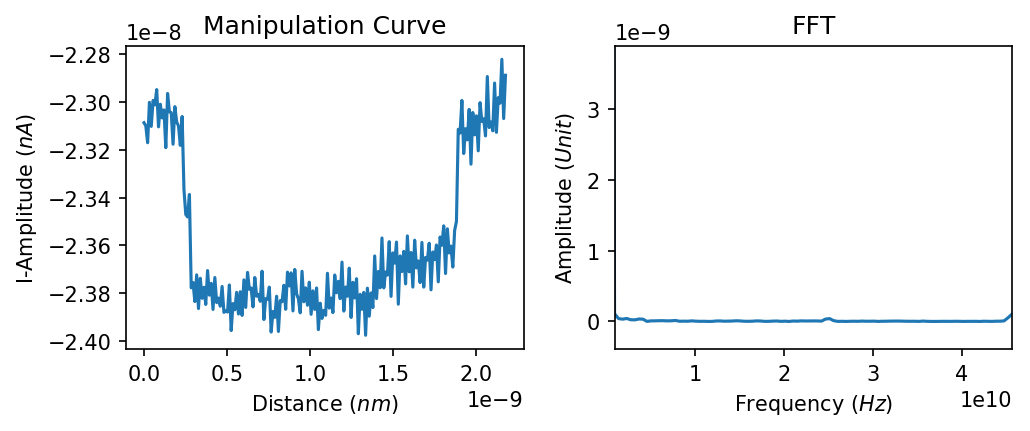 Manipulation Curve
1e−8
−2.28
−2.30
−2.32
−2.34
−2.36
−2.38
−2.40
I-Amplitude (nA)
0.0 0.5 1.0 1.5 2.0
Distance (nm)
1e−9
FFT
1e−9
3
2
1
0
Amplitude (Unit)
1 2 3 4
Frequency (Hz)
1e10